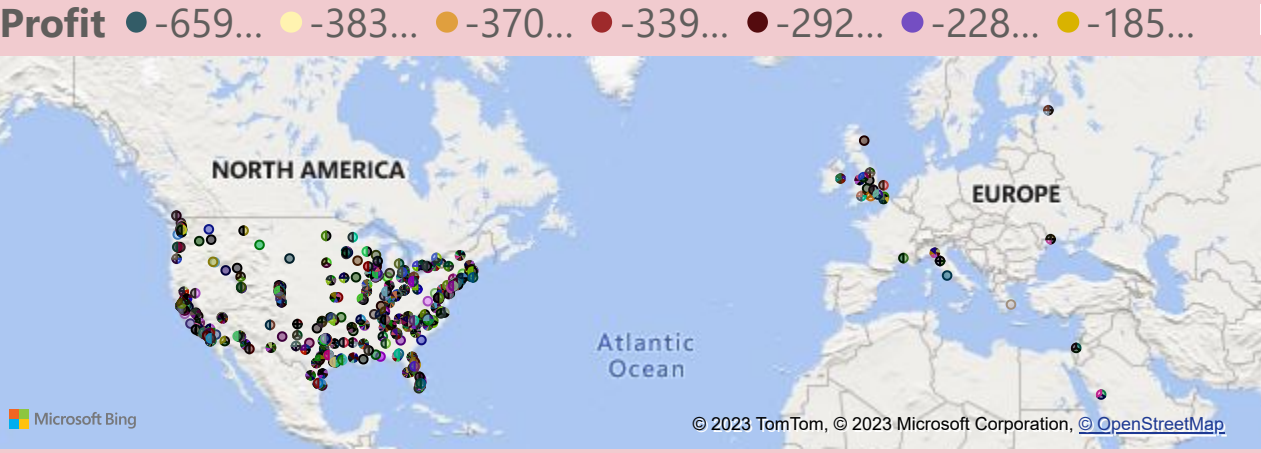 Profit -659... -383... -370... -339... -292... -228... -185...
NORTH AMERICA
EUROPE
Atlantic
Ocean
Microsoft Bing
© 2023 TomTom, © 2023 Microsoft Corporation, © OpenStreetMap